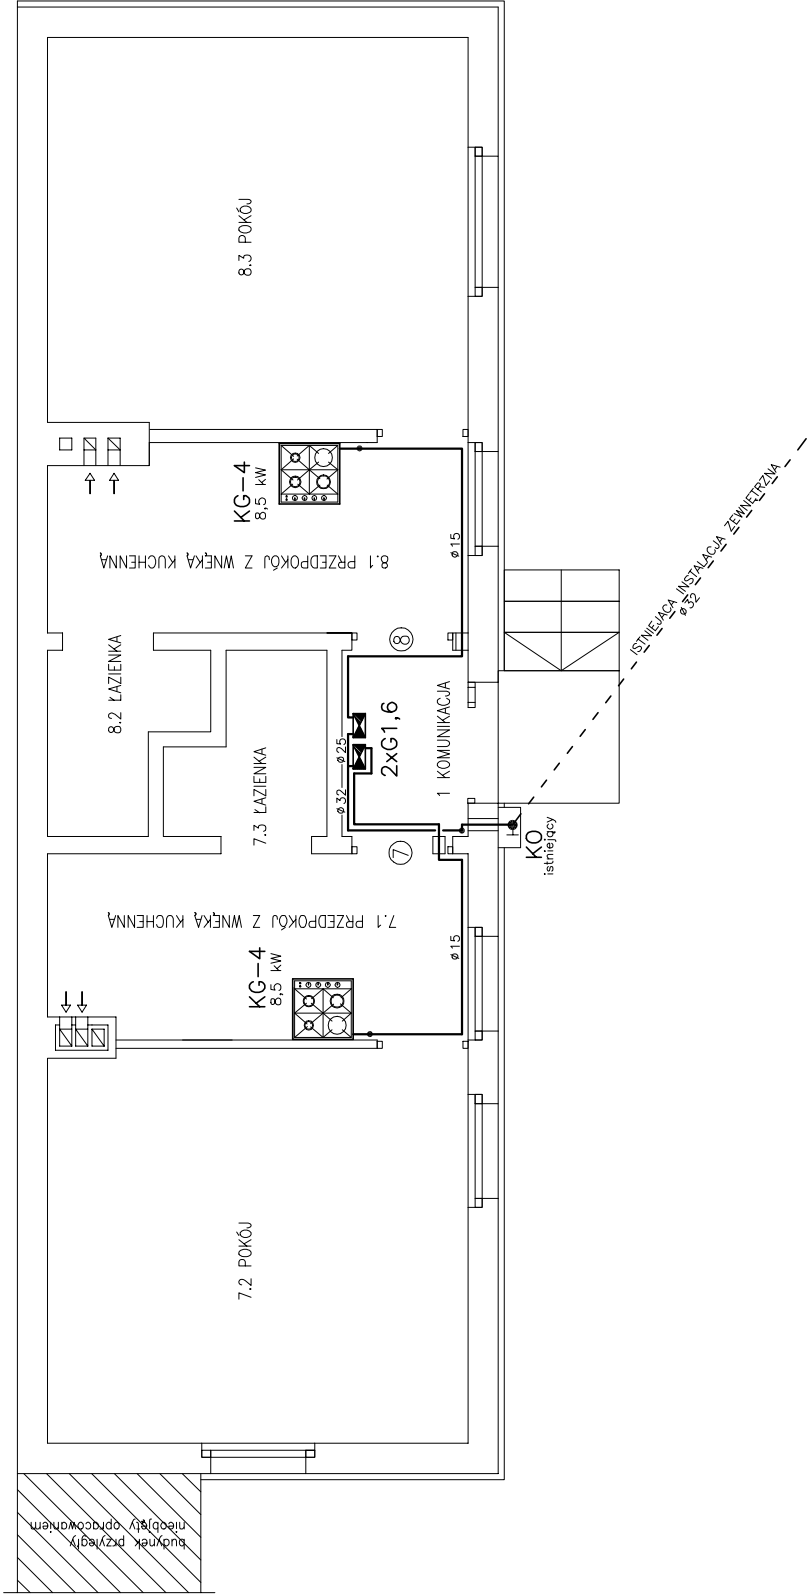 8.3 POKÓJ
KG-4
8,5 kW
8.1 PRZEDPOKÓJ Z WNĘKĄ KUCHENNĄ
ø15
ISTNIEJĄCA INSTALACJA ZEWNĘTRZNA
ø32
8.2 ŁAZIENKA
8
1 KOMUNIKACJA
2xG1,6
ø25
ø32
7.3 ŁAZIENKA
KO
istniejący
7
7.1 PRZEDPOKÓJ Z WNĘKĄ KUCHENNĄ
KG-4
8,5 kW
ø15
7.2 POKÓJ
budynek przyległy
nieobjęty opracowaniem